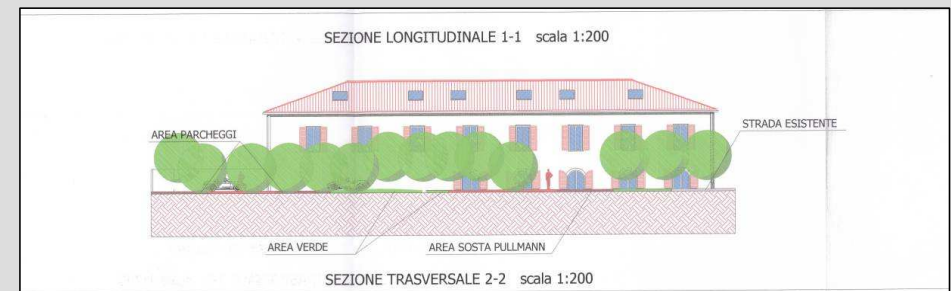 SEZIONE LONGITUDINALE 1-1 scala 1:200
AREA PARCHEGGI
STRADA ESISTENTE
AREA VERDE
AREA SOSTA PULLMANN
SEZIONE TRASVERSALE 2-2 scala 1:200